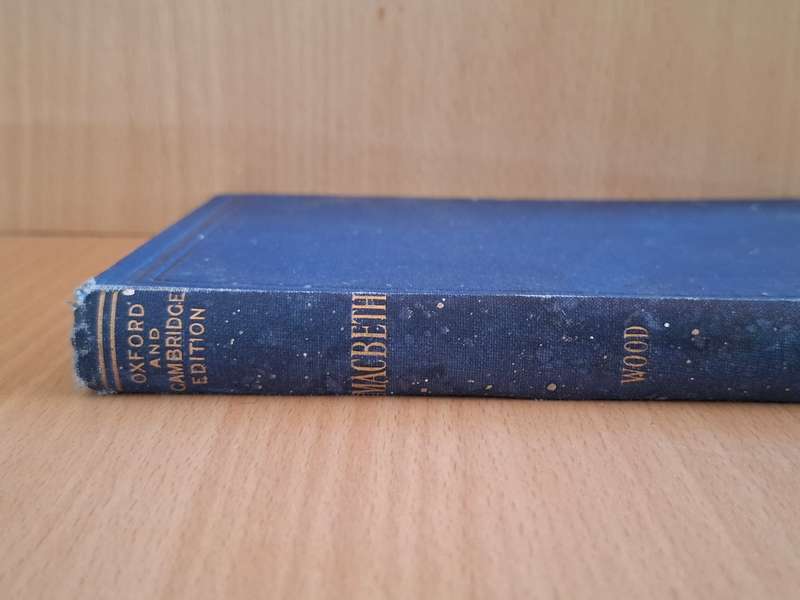 OXFORD
AND
CAMBRIDGE
EDITION
MACBETH
WOOD